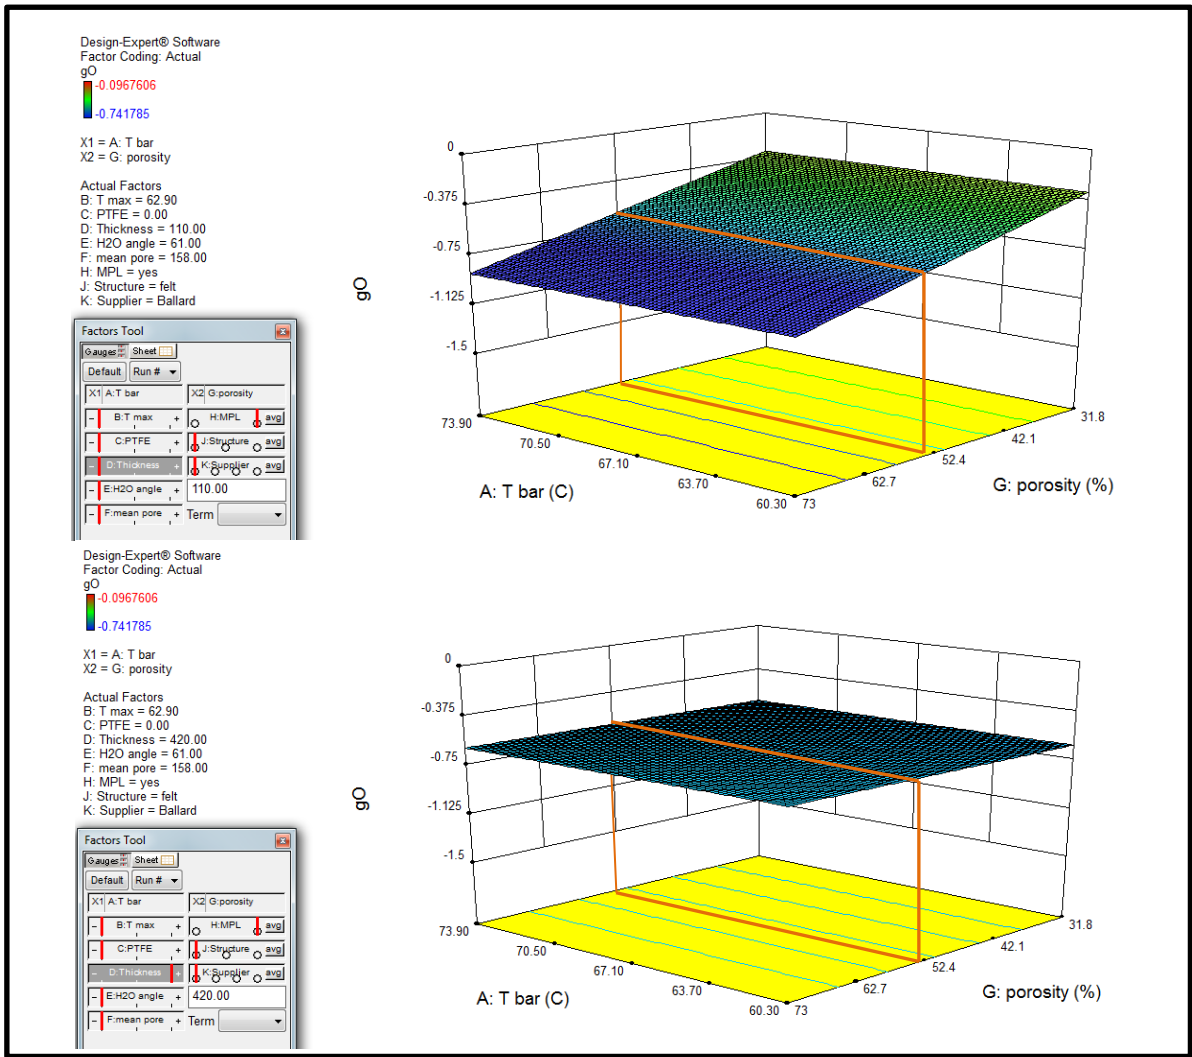 Design-Expert® Software
Factor Coding: Actual
gO
-0.0967606
-0.741785
X1 = A: T bar
X2 = G: porosity
Actual Factors
B: T max = 62.90
C: PTFE = 0.00
D: Thickness = 110.00
E: H2O angle = 61.00
F: mean pore = 158.00
H: MPL = yes
J: Structure = felt
K: Supplier = Ballard
Factors Tool
Gauges Sheet
Default Run #
X1 A:T bar X2 G:porosity
- B:T max + H:MPL avg
- C:PTFE + J:Structure avg
- D:Thickness + K:Supplier avg
- E:H2O angle + 110.00
- F:mean pore + Term
gO
0
-0.375
-0.75
-1.125
-1.5
73.90
70.50
67.10
63.70
60.30
A: T bar (C)
73
62.7
52.4
42.1
31.8
G: porosity (%)
Design-Expert® Software
Factor Coding: Actual
gO
-0.0967606
-0.741785
X1 = A: T bar
X2 = G: porosity
Actual Factors
B: T max = 62.90
C: PTFE = 0.00
D: Thickness = 420.00
E: H2O angle = 61.00
F: mean pore = 158.00
H: MPL = yes
J: Structure = felt
K: Supplier = Ballard
Factors Tool
Gauges Sheet
Default Run #
X1 A:T bar X2 G:porosity
- B:T max + H:MPL avg
- C:PTFE + J:Structure avg
- D:Thickness + K:Supplier avg
- E:H2O angle + 420.00
- F:mean pore + Term
gO
0
-0.375
-0.75
-1.125
-1.5
73.90
70.50
67.10
63.70
60.30
A: T bar (C)
73
62.7
52.4
42.1
31.8
G: porosity (%)